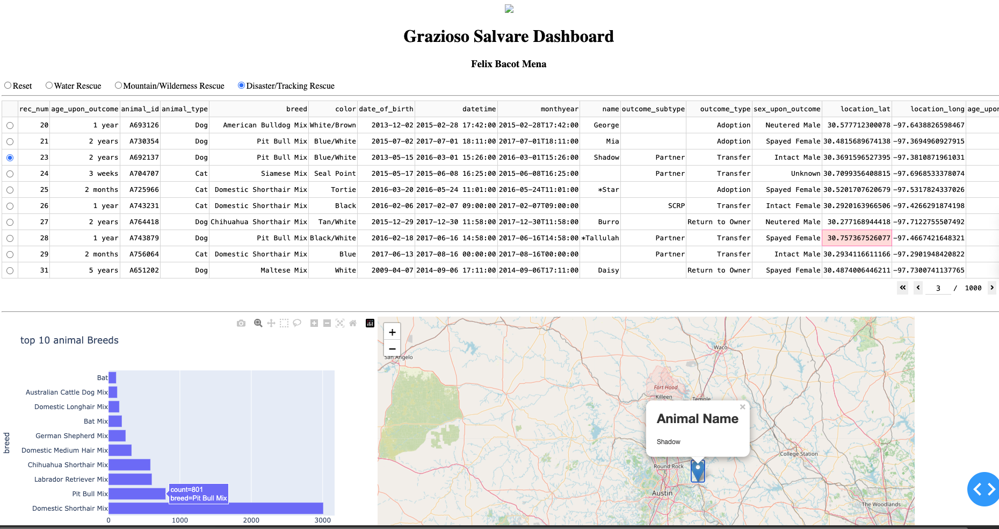 Grazioso Salvare Dashboard
Felix Bacot Mena
Reset Water Rescue Mountain/Wilderness Rescue Disaster/Tracking Rescue
rec_num age_upon_outcome animal_id animal_type breed color date_of_birth datetime monthyear name outcome_subtype outcome_type sex_upon_outcome location_lat location_long age_upon
20 1 year A693126 Dog American Bulldog Mix White/Brown 2013-12-02 2015-02-28 17:42:00 2015-02-28T17:42:00 George Adoption Neutered Male 30.577712300078 -97.6438826598467
21 2 years A730354 Dog Pit Bull Mix Blue/White 2015-07-02 2017-07-01 18:11:00 2017-07-01T18:11:00 Mia Adoption Spayed Female 30.4815689674138 -97.3694960927915
23 2 years A692137 Dog Pit Bull Mix Blue/White 2013-05-15 2016-03-01 15:26:00 2016-03-01T15:26:00 Shadow Partner Transfer Intact Male 30.3691596527395 -97.3810871961031
24 3 weeks A704707 Cat Siamese Mix Seal Point 2015-05-17 2015-06-08 16:25:00 2015-06-08T16:25:00 Partner Transfer Unknown 30.7099356408815 -97.6968533378074
25 2 months A725966 Cat Domestic Shorthair Mix Tortie 2016-03-20 2016-05-24 11:01:00 2016-05-24T11:01:00 *Star Adoption Spayed Female 30.5201707620679 -97.5317824337026
26 1 year A743231 Cat Domestic Shorthair Mix Black 2016-02-06 2017-02-07 09:00:00 2017-02-07T09:00:00 SCRP Transfer Intact Female 30.2920163966506 -97.4266291874198
27 2 years A764418 Dog Chihuahua Shorthair Mix Tan/White 2015-12-29 2017-12-30 11:58:00 2017-12-30T11:58:00 Burro Return to Owner Neutered Male 30.277168944418 -97.7122755507492
28 1 year A743879 Dog Pit Bull Mix Black/White 2016-02-18 2017-06-16 14:58:00 2017-06-16T14:58:00 *Tallulah Partner Transfer Spayed Female 30.757367526077 -97.4667421648321
29 2 months A756064 Cat Domestic Shorthair Mix Blue 2017-06-13 2017-08-16 00:00:00 2017-08-16T00:00:00 Partner Transfer Intact Male 30.2934116611166 -97.2901948420822
31 5 years A651202 Dog Maltese Mix White 2009-04-07 2014-09-06 17:11:00 2014-09-06T17:11:00 Daisy Return to Owner Spayed Female 30.4874006446211 -97.7300741137765
3 / 1000
top 10 animal Breeds
breed
Bat
Australian Cattle Dog Mix
Domestic Longhair Mix
Bat Mix
German Shepherd Mix
Domestic Medium Hair Mix
Chihuahua Shorthair Mix
Labrador Retriever Mix
Pit Bull Mix
Domestic Shorthair Mix
count=801
breed=Pit Bull Mix
0 1000 2000 3000
+
−
San Angelo
Waco
Fort Hood
Killeen
Temple
Animal Name
×
Shadow
Round Rock
College Station
Austin
The Woodlands